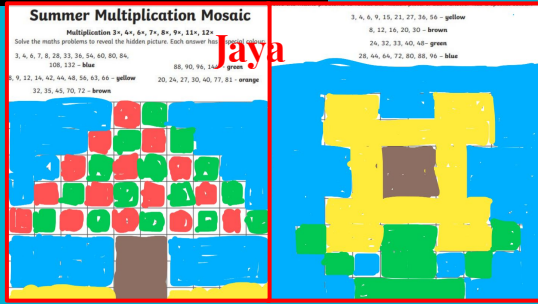 Summer Multiplication Mosaic
Multiplication 3×, 4×, 6×, 7×, 8×, 9×, 11×, 12×
Solve the maths problems to reveal the hidden picture. Each answer has special colour.
Jaya
3, 4, 6, 7, 8, 28, 33, 36, 54, 60, 80, 84,
108, 132 – blue
88, 90, 96, green
9, 12, 14, 42, 44, 48, 56, 63, 66 – yellow
20, 24, 27, 30, 40, 77, 81 - orange
32, 35, 45, 70, 72 – brown
3, 4, 6, 9, 15, 21, 27, 36, 56 – yellow
8, 12, 16, 20, 30 – brown
24, 32, 33, 40, 48– green
28, 44, 64, 72, 80, 88, 96 – blue